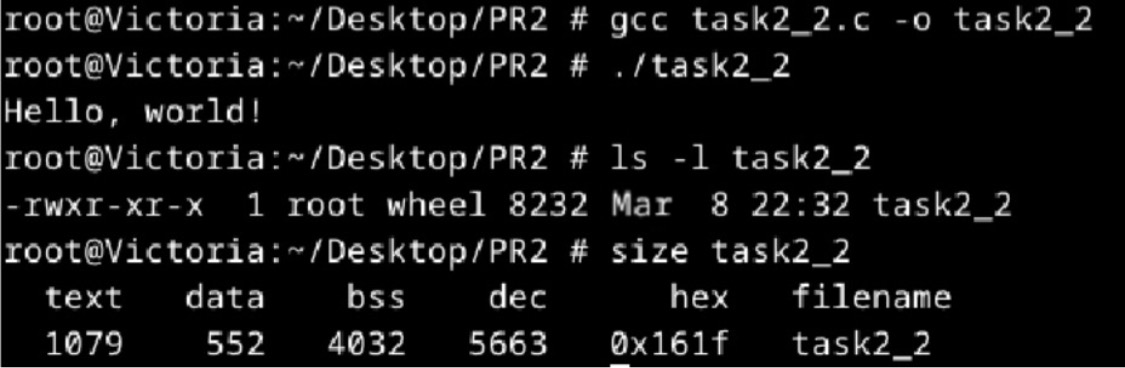 root@Victoria:~/Desktop/PR2 # gcc task2_2.c -o task2_2
root@Victoria:~/Desktop/PR2 # ./task2_2
Hello, world!
root@Victoria:~/Desktop/PR2 # ls -l task2_2
-rwxr-xr-x  1 root wheel 8232 Mar  8 22:32 task2_2
root@Victoria:~/Desktop/PR2 # size task2_2
   text    data     bss     dec       hex   filename
   1079     552    4032    5663    0x161f   task2_2